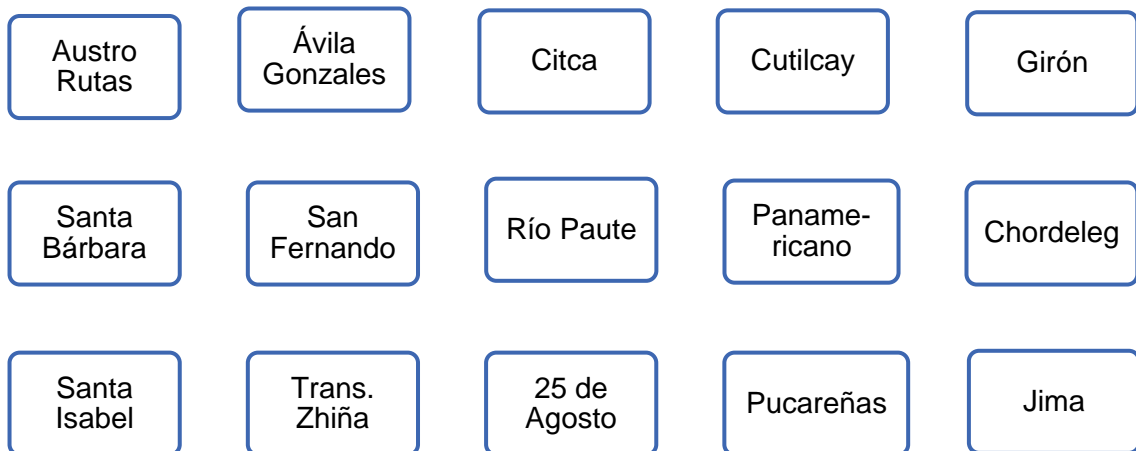 Austro
Rutas
Ávila
Gonzales
Citca
Cutilcay
Girón
Santa
Bárbara
San
Fernando
Río Paute
Paname-
ricano
Chordeleg
Santa
Isabel
Trans.
Zhiña
25 de
Agosto
Pucareñas
Jima